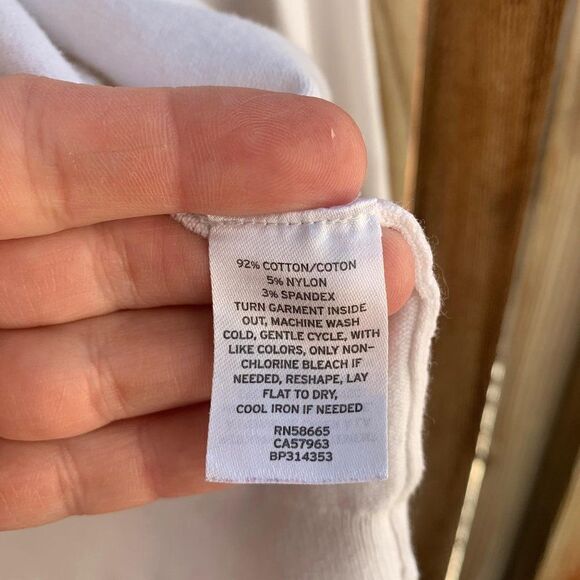 92% COTTON/COTON
5% NYLON
3% SPANDEX
TURN GARMENT INSIDE
OUT, MACHINE WASH
COLD, GENTLE CYCLE, WITH
LIKE COLORS, ONLY NON-
CHLORINE BLEACH IF
NEEDED, RESHAPE, LAY
FLAT TO DRY,
COOL IRON IF NEEDED
RN58665
CA57963
BP314353